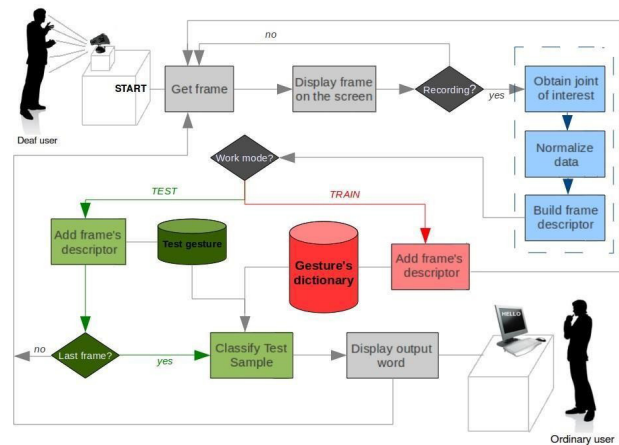 no
START
Get frame
Display frame
on the screen
Recording?
yes
Obtain joint
of interest
Deaf user
Normalize
data
Work mode?
TEST
TRAIN
Build frame
descriptor
Add frame's
descriptor
Test gesture
Gesture's
dictionary
Add frame's
descriptor
HELLO
no
Last frame?
yes
Classify Test
Sample
Display output
word
Ordinary user